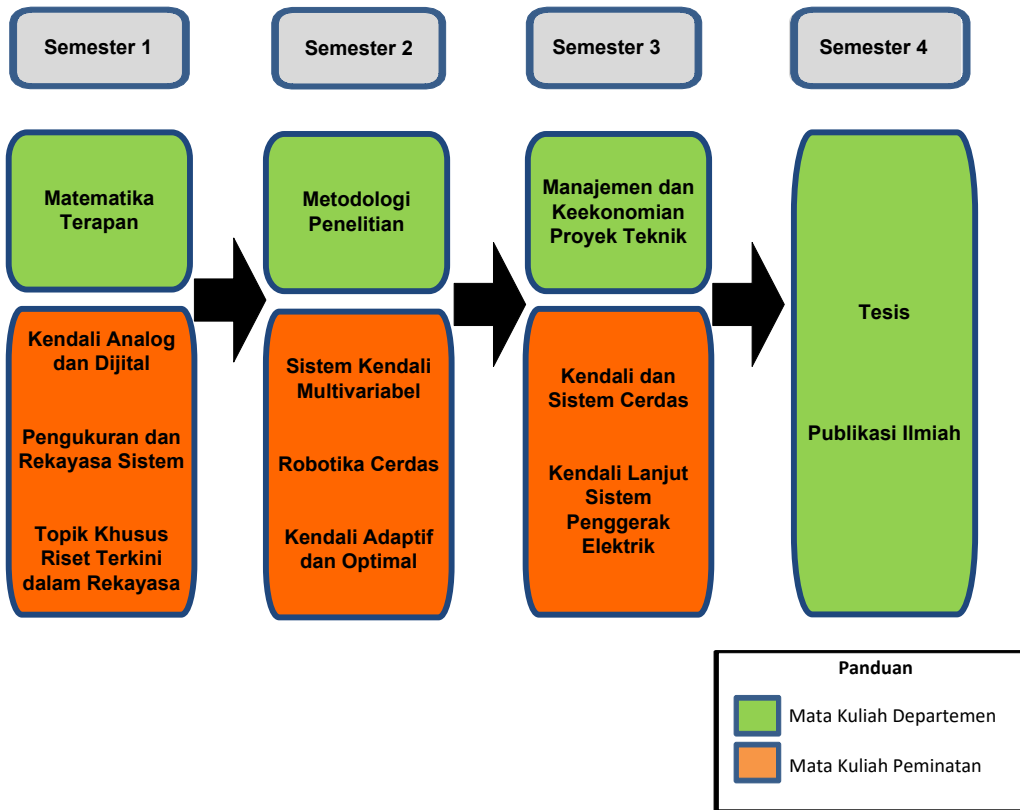 Semester 1
Semester 2
Semester 3
Semester 4
Matematika
Terapan
Metodologi
Penelitian
Manajemen dan
Keekonomian
Proyek Teknik
Kendali Analog
dan Dijital
Pengukuran dan
Rekayasa Sistem
Topik Khusus
Riset Terkini
dalam Rekayasa
Sistem Kendali
Multivariabel
Robotika Cerdas
Kendali Adaptif
dan Optimal
Kendali dan
Sistem Cerdas
Kendali Lanjut
Sistem
Penggerak
Elektrik
Tesis
Publikasi Ilmiah
Panduan
Mata Kuliah Departemen
Mata Kuliah Peminatan